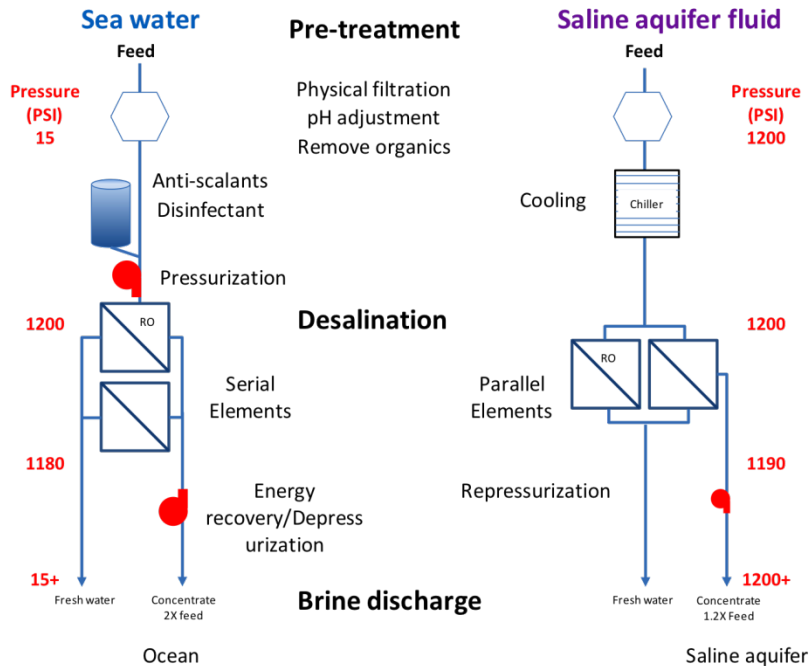 Sea water
Pre-treatment
Saline aquifer fluid
Feed
Feed
Pressure
(PSI)
15
Physical filtration
pH adjustment
Remove organics
Pressure
(PSI)
1200
Anti-scalants
Disinfectant
Cooling
Chiller
Pressurization
1200
RO
Desalination
1200
RO
Serial
Elements
Parallel
Elements
1180
Energy
recovery/Depress
urization
Repressurization
1190
15+
Fresh water
Concentrate
2X feed
Brine discharge
Fresh water
Concentrate
1.2X Feed
1200+
Ocean
Saline aquifer